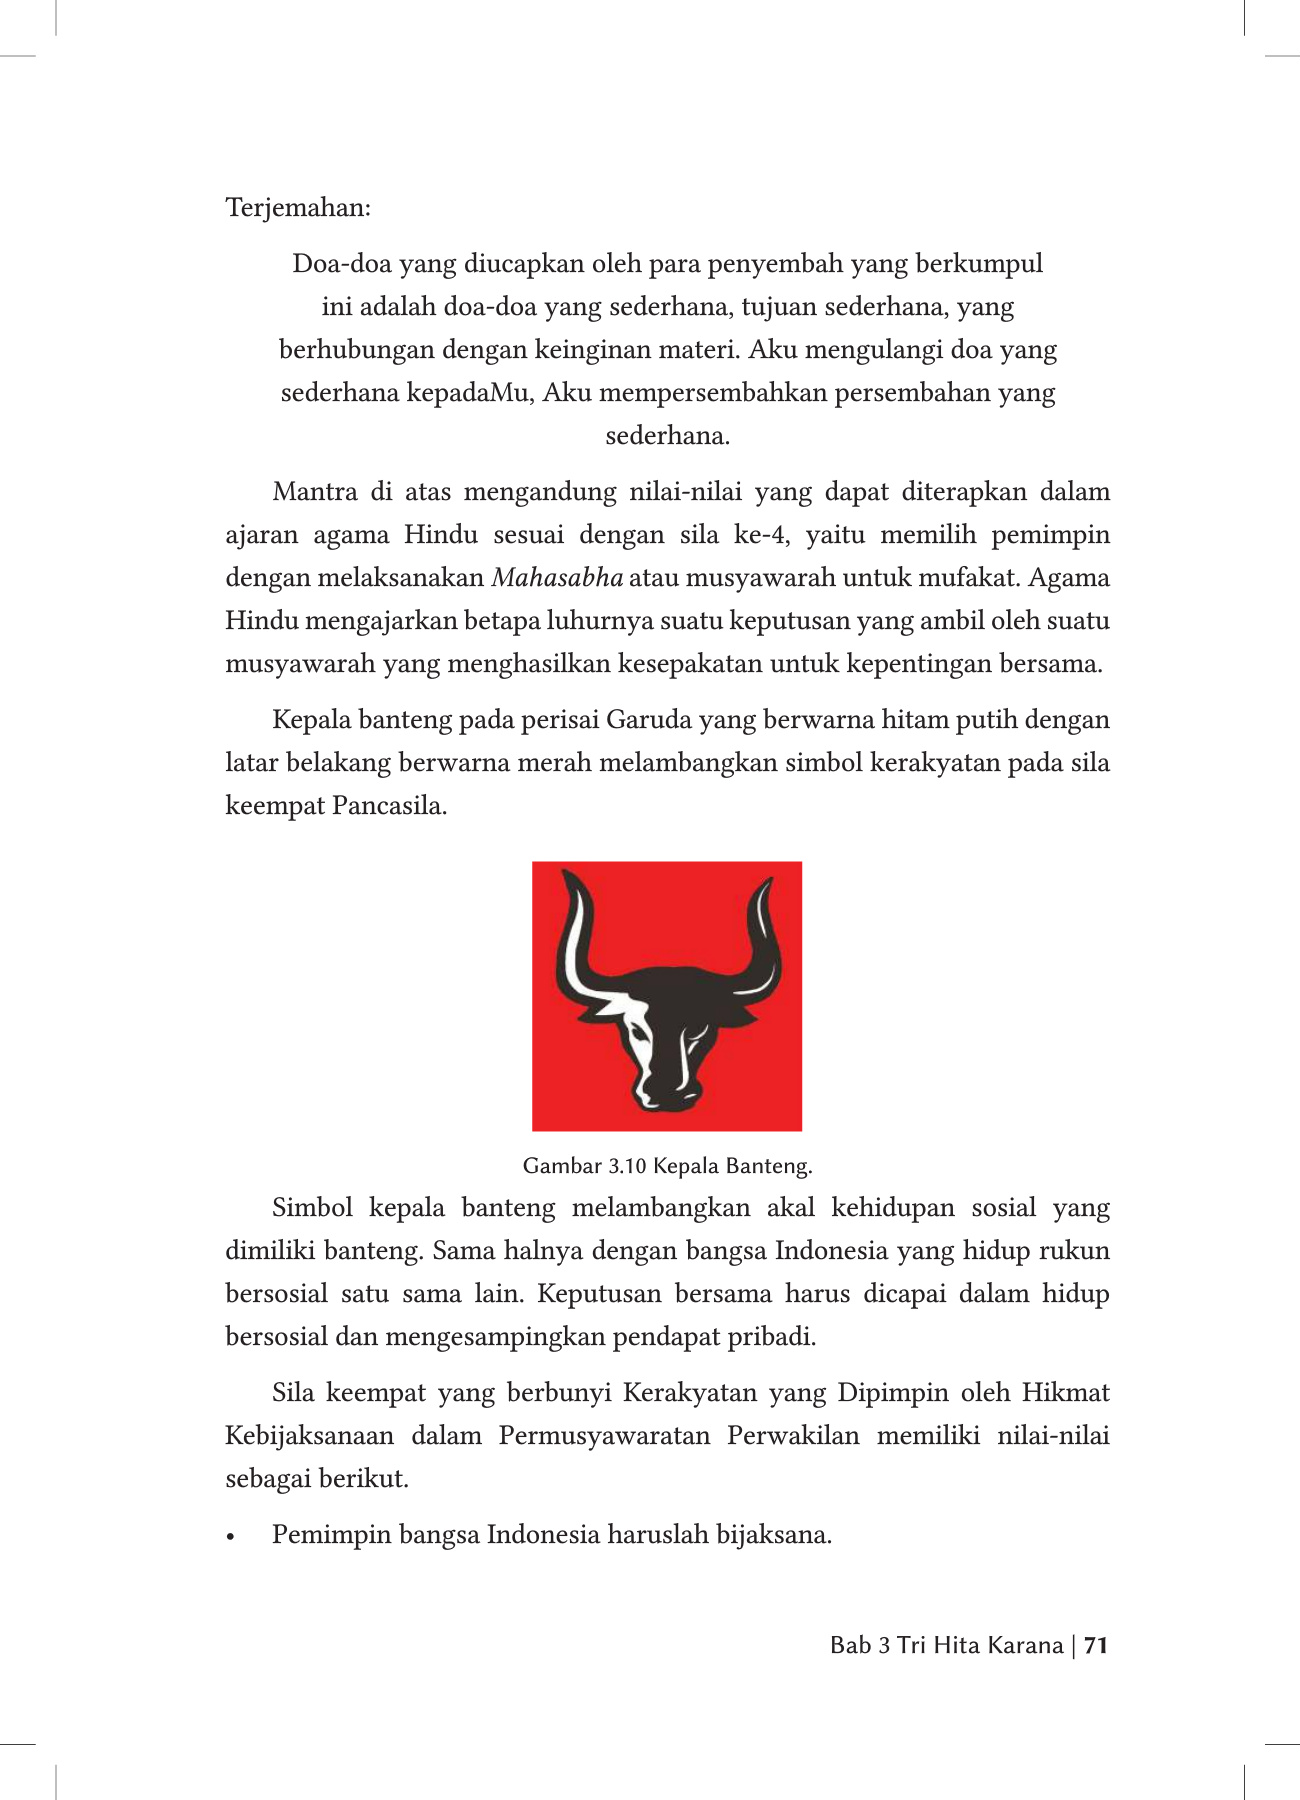 Terjemahan:
Doa-doa yang diucapkan oleh para penyembah yang berkumpul
ini adalah doa-doa yang sederhana, tujuan sederhana, yang
berhubungan dengan keinginan materi. Aku mengulangi doa yang
sederhana kepadaMu, Aku mempersembahkan persembahan yang
sederhana.
Mantra di atas mengandung nilai-nilai yang dapat diterapkan dalam
ajaran agama Hindu sesuai dengan sila ke-4, yaitu memilih pemimpin
dengan melaksanakan Mahasabha atau musyawarah untuk mufakat. Agama
Hindu mengajarkan betapa luhurnya suatu keputusan yang ambil oleh suatu
musyawarah yang menghasilkan kesepakatan untuk kepentingan bersama.
Kepala banteng pada perisai Garuda yang berwarna hitam putih dengan
latar belakang berwarna merah melambangkan simbol kerakyatan pada sila
keempat Pancasila.
Gambar 3.10 Kepala Banteng.
Simbol kepala banteng melambangkan akal kehidupan sosial yang
dimiliki banteng. Sama halnya dengan bangsa Indonesia yang hidup rukun
bersosial satu sama lain. Keputusan bersama harus dicapai dalam hidup
bersosial dan mengesampingkan pendapat pribadi.
Sila keempat yang berbunyi Kerakyatan yang Dipimpin oleh Hikmat
Kebijaksanaan dalam Permusyawaratan Perwakilan memiliki nilai-nilai
sebagai berikut.
• Pemimpin bangsa Indonesia haruslah bijaksana.
Bab 3 Tri Hita Karana | 71